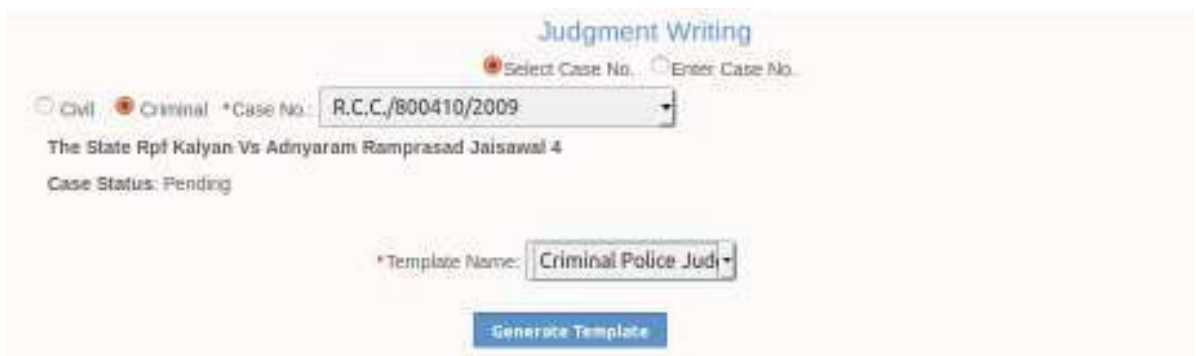 Judgment Writing
Select Case No. Enter Case No.
Civil Criminal *Case No.: R.C.C./800410/2009
The State Rpf Kalyan Vs Adnyaram Ramprasad Jaisawal 4
Case Status: Pending
*Template Name: Criminal Police Jud
Generate Template